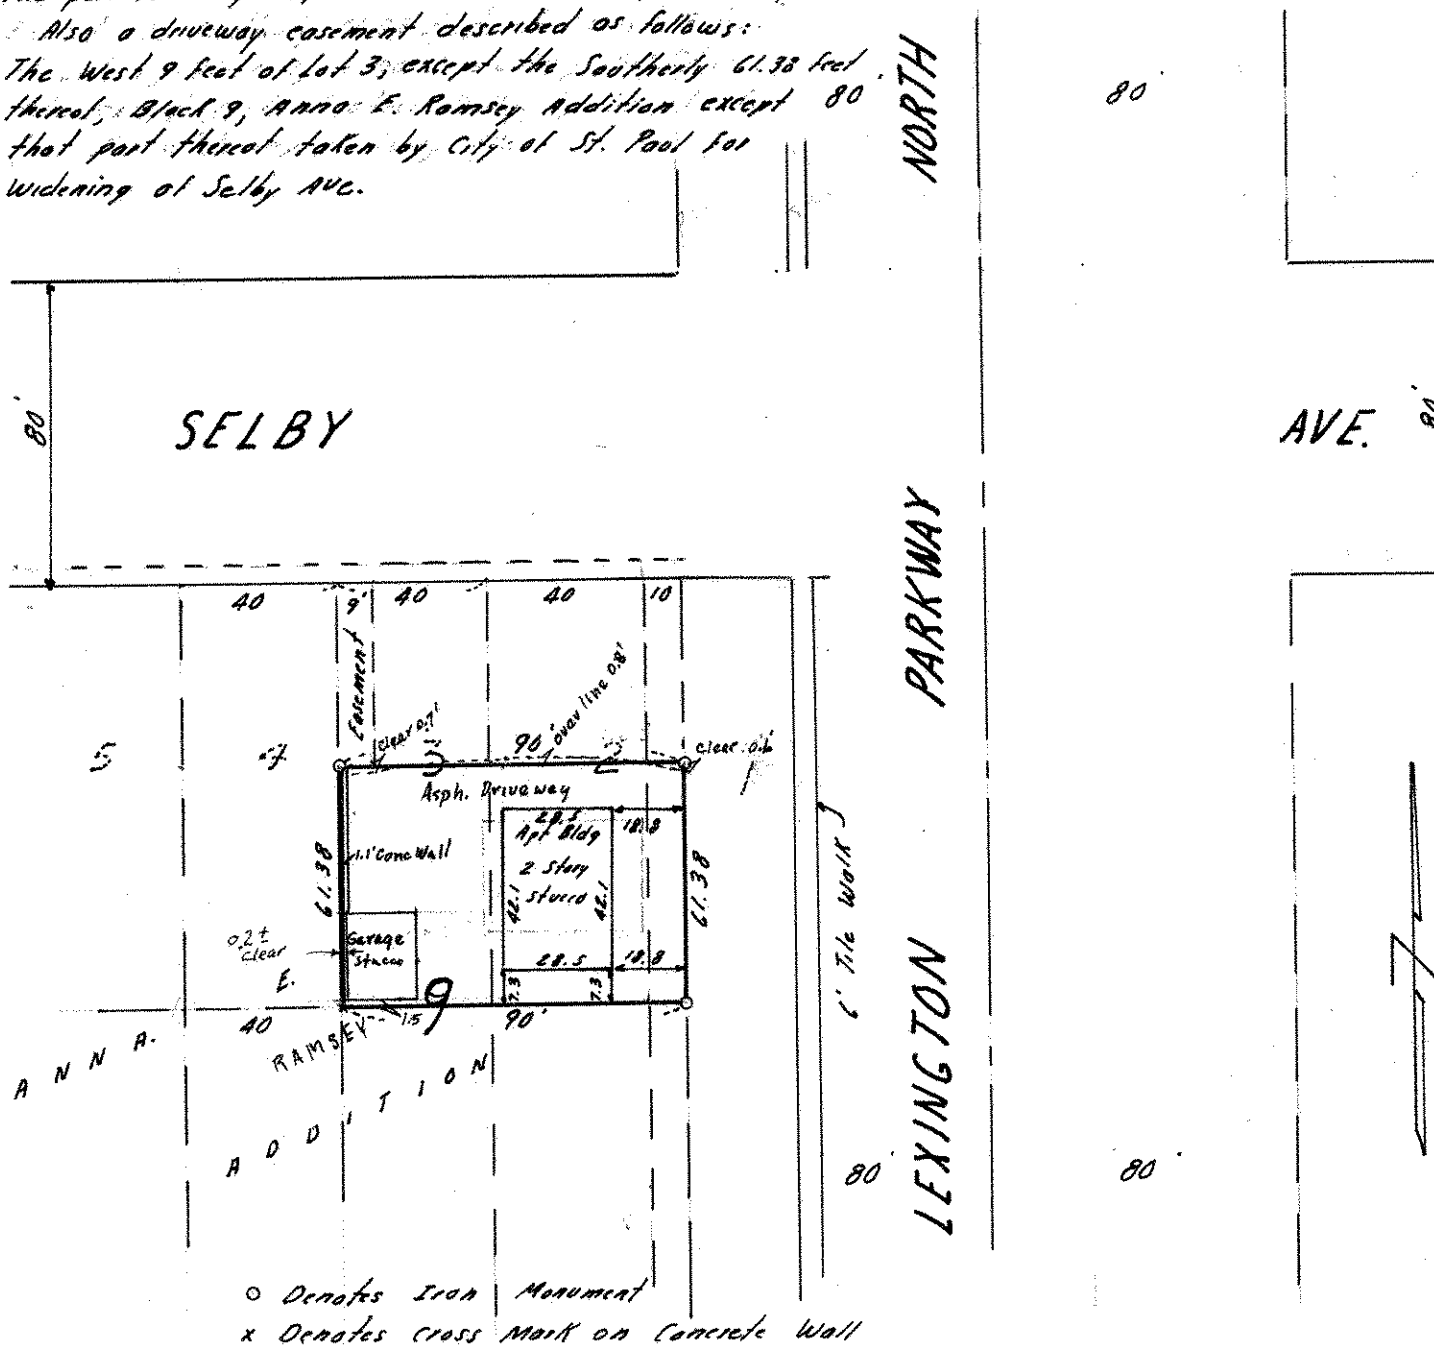 Also a driveway easement described as follows:
The West 9 feet of Lot 3, except the Southerly 61.38 feet
thereof, Block 9, Anna E. Ramsey Addition except
that part thereof taken by City of St. Paul for
widening of Selby Ave.
80'
NORTH
80'
80'
SELBY
AVE.
80'
PARKWAY
40
9'
40
40
10
Easement
5
4
clear 0.7'
3
90'
over line 0.8'
2
clear
Asph. Driveway
28.5
18.8
Apt Bldg
2 Story
stucco
42.1
42.1
1.1' Conc Wall
61.38
61.38
6' Tile Walk
0.2±
clear
Garage
stucco
28.5
18.8
7.3
7.3
E.
9
40
1.5
90'
ANNA
RAMSEY
ADDITION
LEXINGTON
80'
80'
o Denotes Iron Monument
x Denotes cross Mark on Concrete Wall